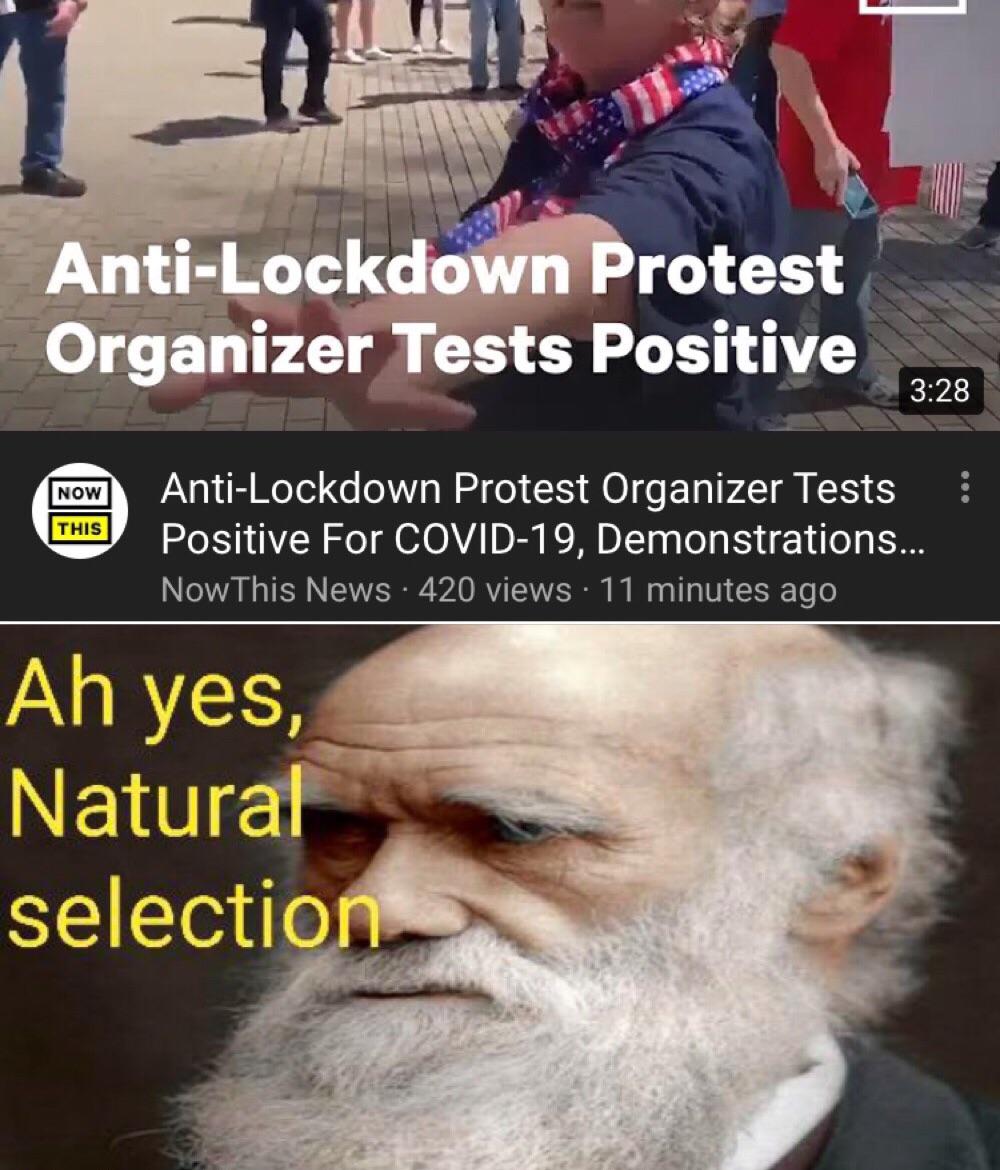 Anti-Lockdown Protest
Organizer Tests Positive
3:28
NOW
THIS
Anti-Lockdown Protest Organizer Tests
Positive For COVID-19, Demonstrations...
NowThis News · 420 views · 11 minutes ago
Ah yes,
Natural
selection